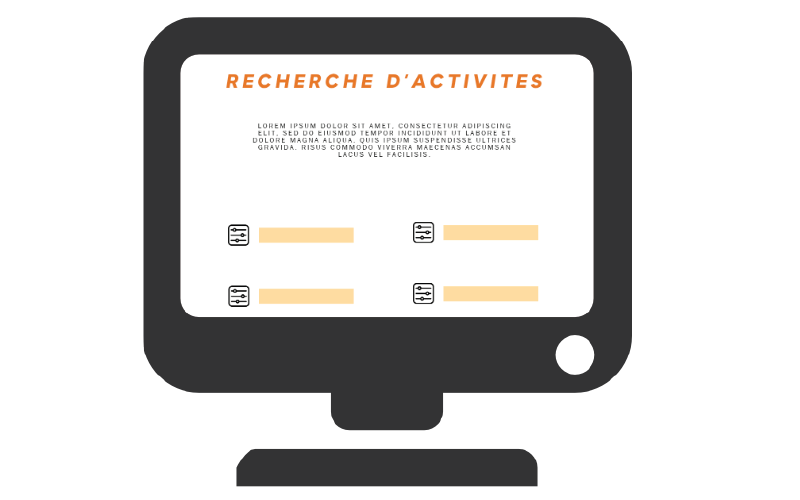 RECHERCHE D'ACTIVITES
LOREM IPSUM DOLOR SIT AMET, CONSECTETUR ADIPISCING
ELIT, SED DO EIUSMOD TEMPOR INCIDIDUNT UT LABORE ET
DOLORE MAGNA ALIQUA. QUIS IPSUM SUSPENDISSE ULTRICES
GRAVIDA. RISUS COMMODO VIVERRA MAECENAS ACCUMSAN
LACUS VEL FACILISIS.